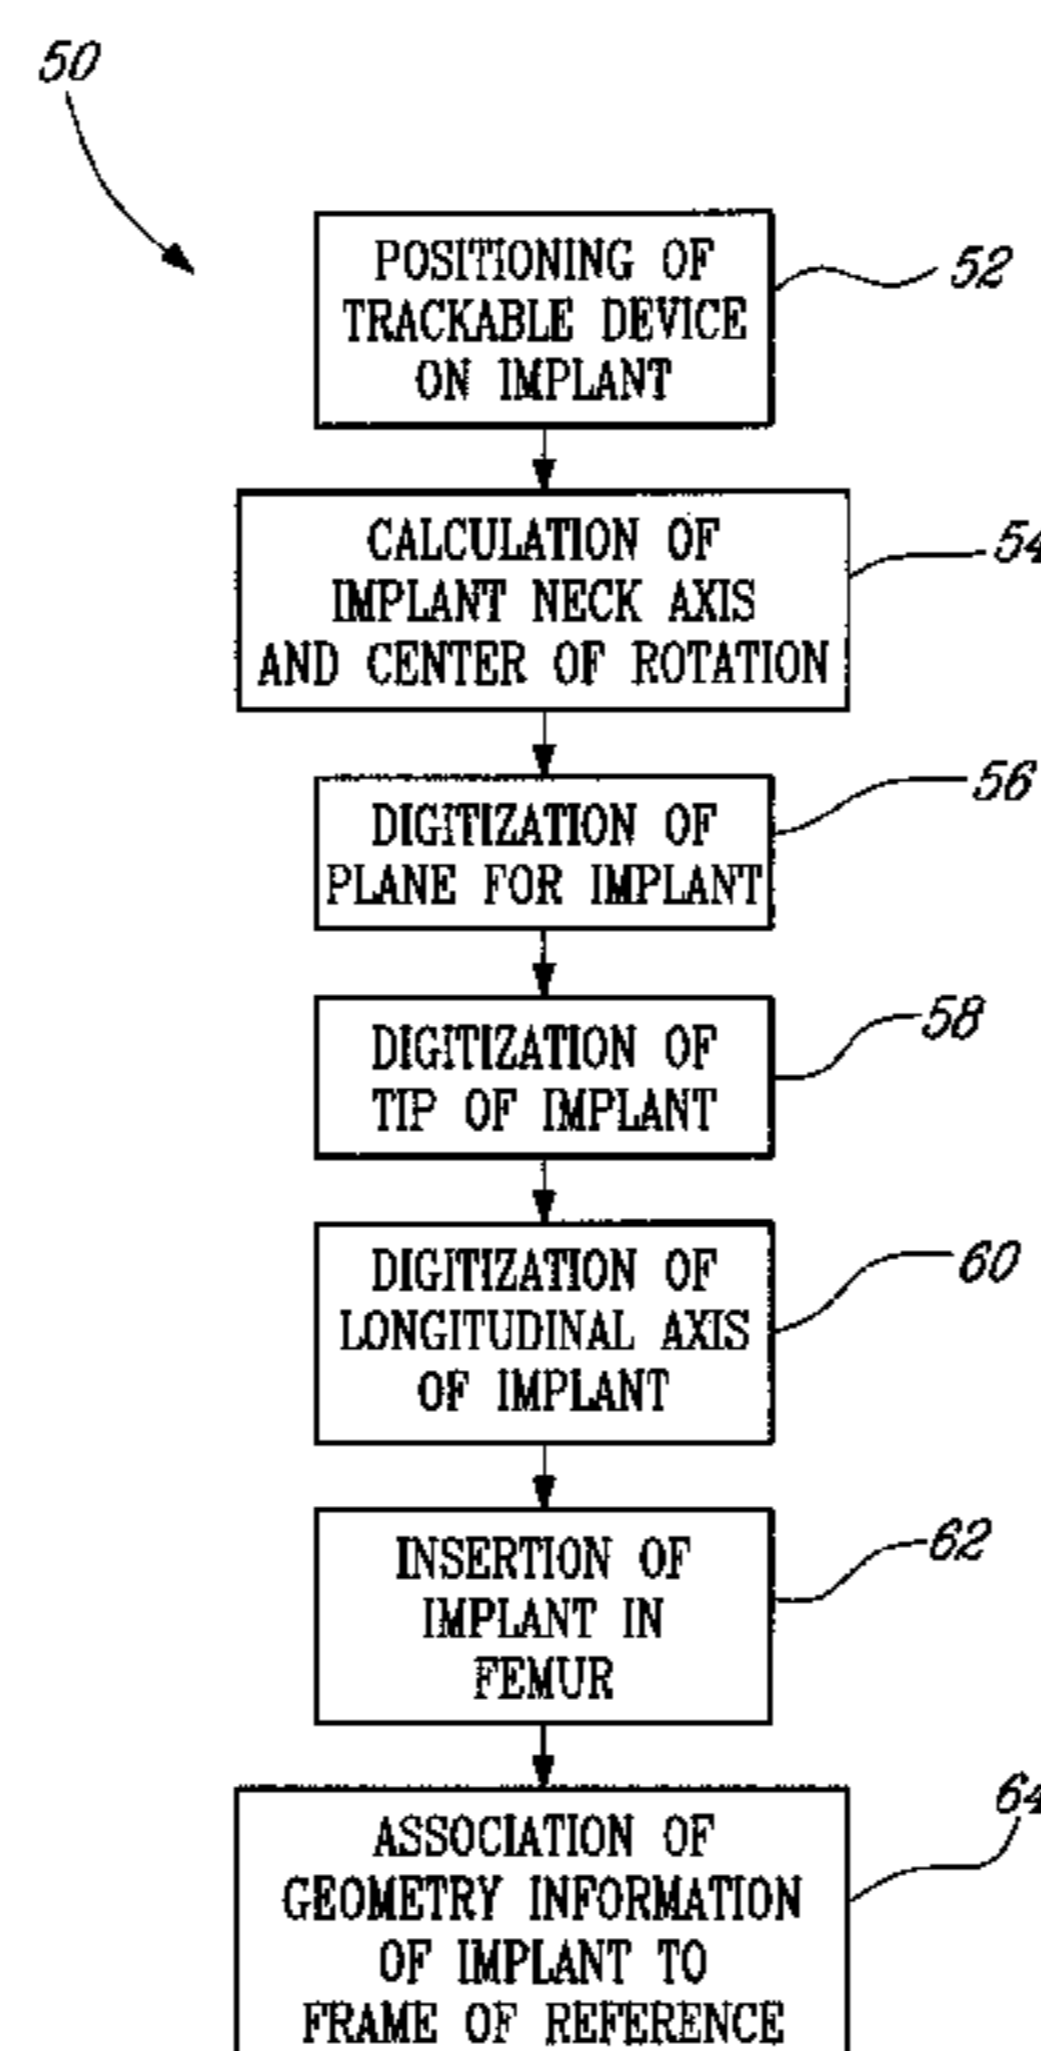 50
POSITIONING OF
TRACKABLE DEVICE
ON IMPLANT
52
CALCULATION OF
IMPLANT NECK AXIS
AND CENTER OF ROTATION
54
DIGITIZATION OF
PLANE FOR IMPLANT
56
DIGITIZATION OF
TIP OF IMPLANT
58
DIGITIZATION OF
LONGITUDINAL AXIS
OF IMPLANT
60
INSERTION OF
IMPLANT IN
FEMUR
62
ASSOCIATION OF
GEOMETRY INFORMATION
OF IMPLANT TO
FRAME OF REFERENCE
64